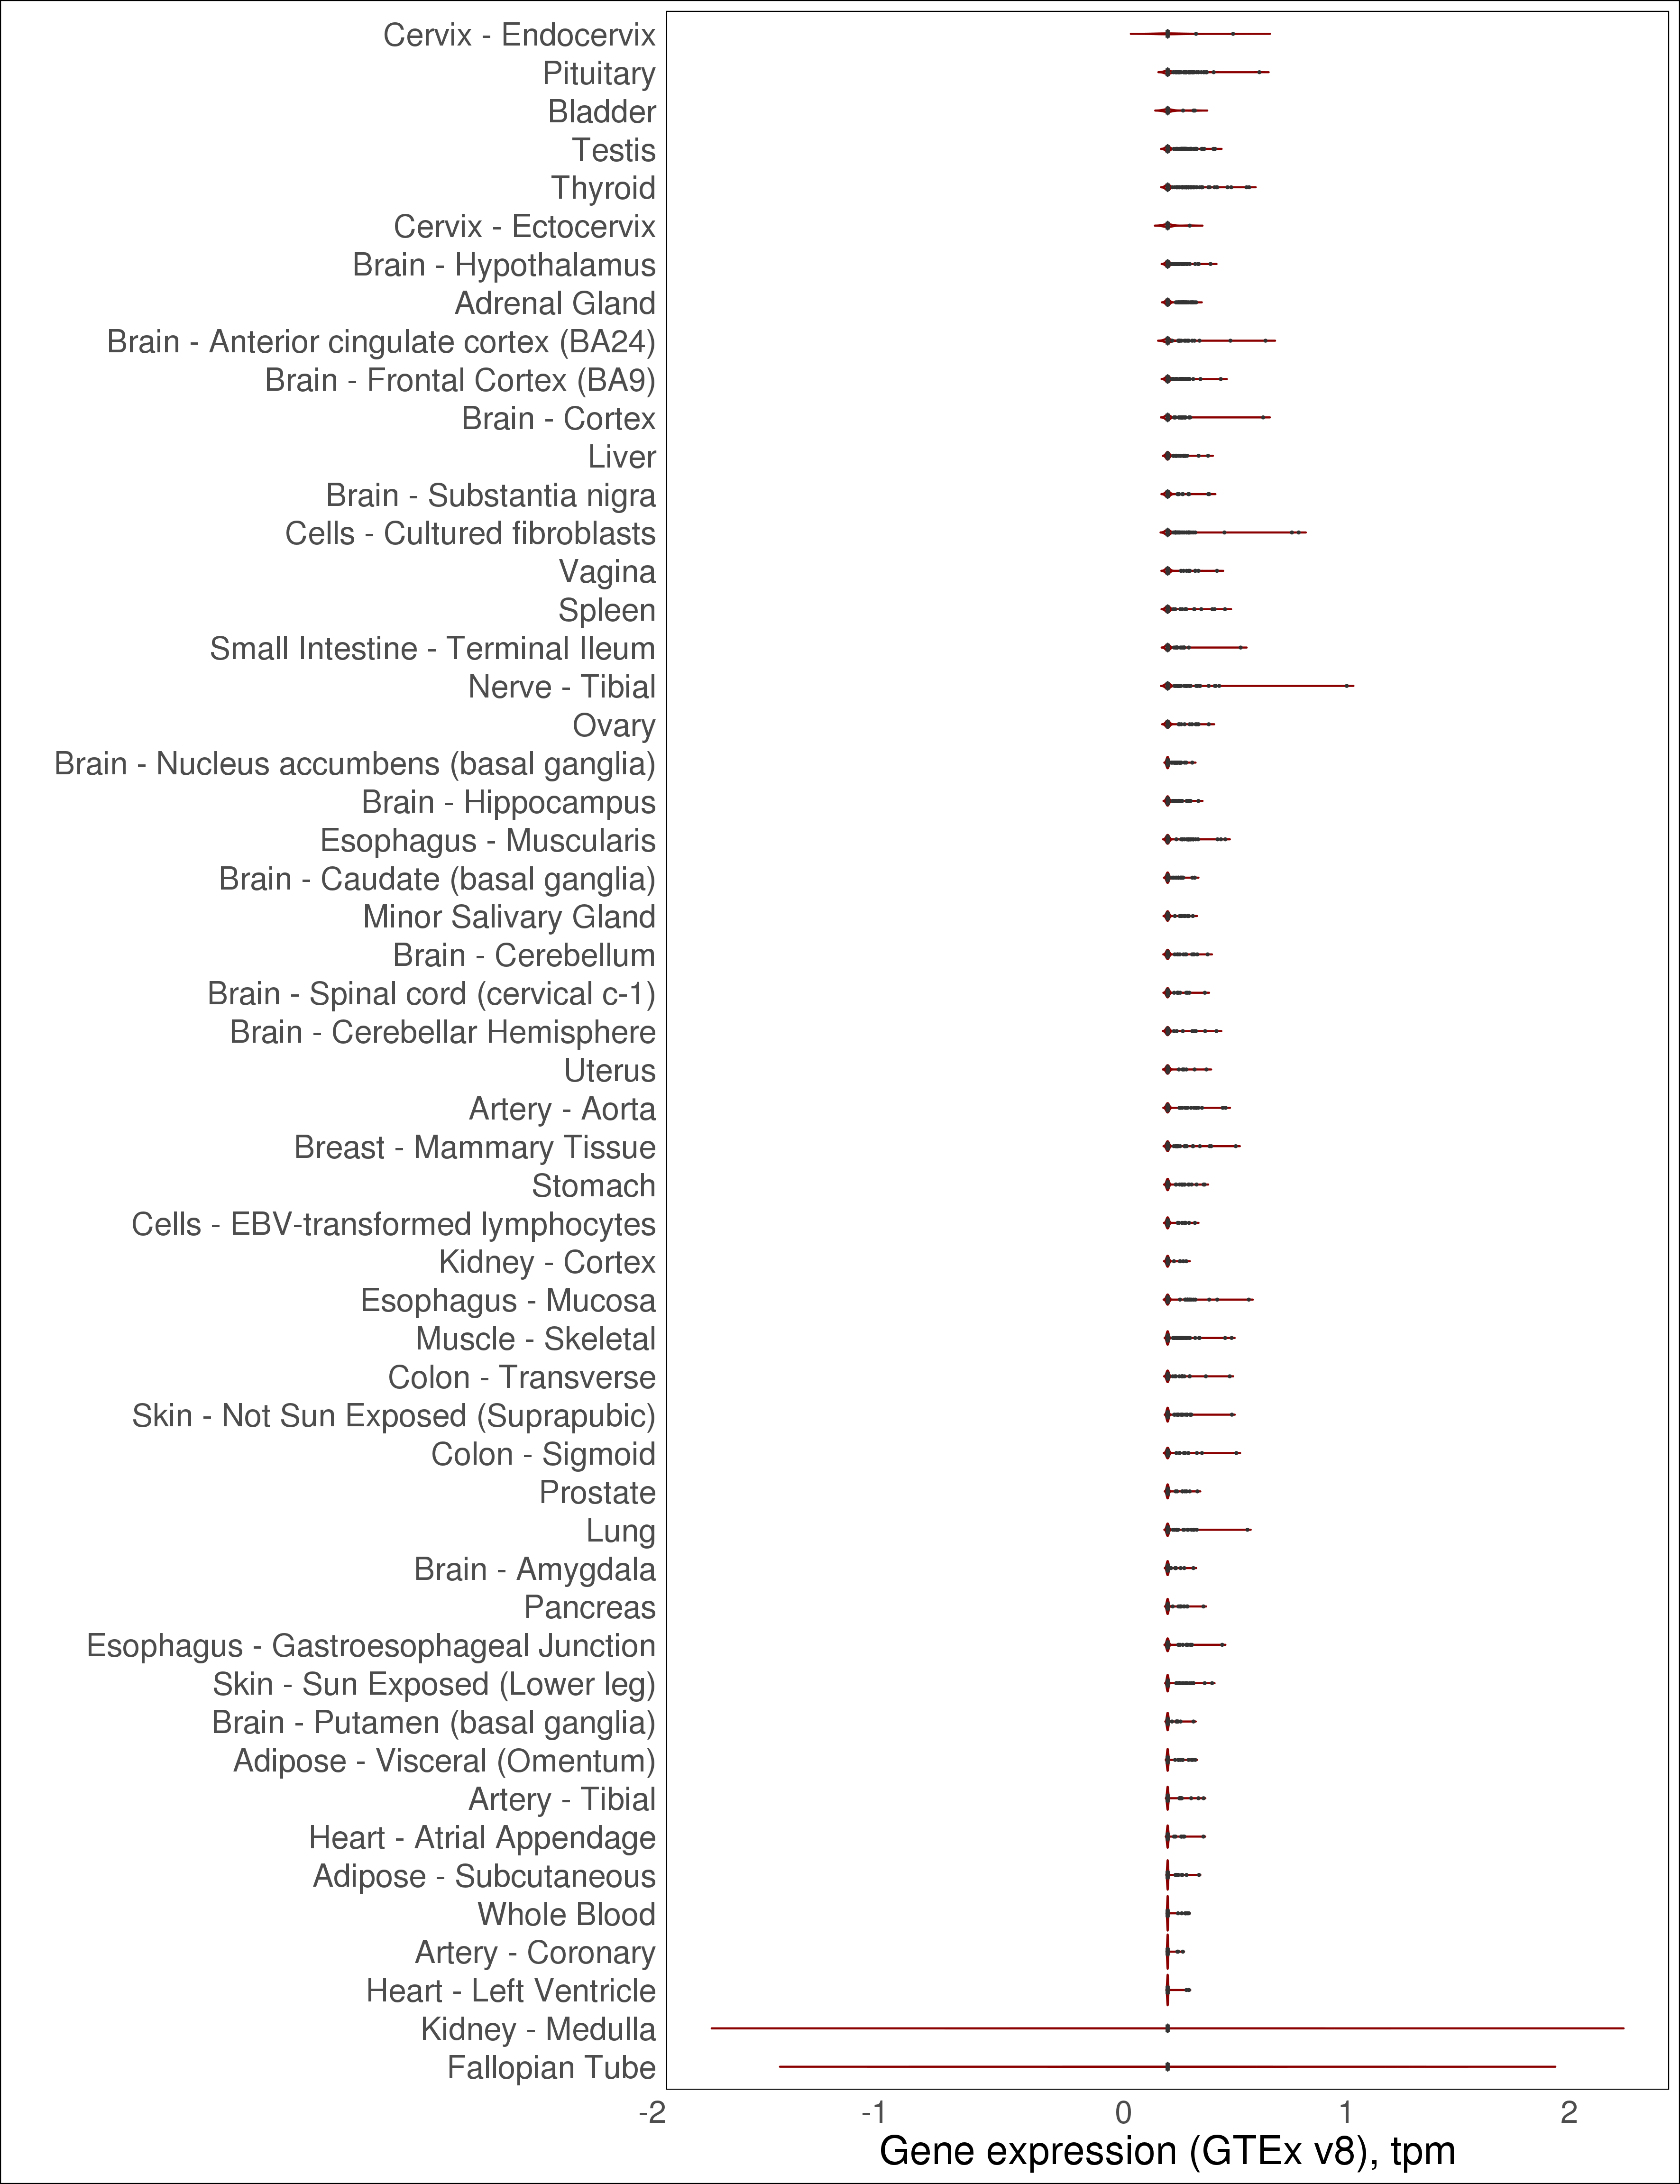 Cervix - Endocervix
Pituitary
Bladder
Testis
Thyroid
Cervix - Ectocervix
Brain - Hypothalamus
Adrenal Gland
Brain - Anterior cingulate cortex (BA24)
Brain - Frontal Cortex (BA9)
Brain - Cortex
Liver
Brain - Substantia nigra
Cells - Cultured fibroblasts
Vagina
Spleen
Small Intestine - Terminal Ileum
Nerve - Tibial
Ovary
Brain - Nucleus accumbens (basal ganglia)
Brain - Hippocampus
Esophagus - Muscularis
Brain - Caudate (basal ganglia)
Minor Salivary Gland
Brain - Cerebellum
Brain - Spinal cord (cervical c-1)
Brain - Cerebellar Hemisphere
Uterus
Artery - Aorta
Breast - Mammary Tissue
Stomach
Cells - EBV-transformed lymphocytes
Kidney - Cortex
Esophagus - Mucosa
Muscle - Skeletal
Colon - Transverse
Skin - Not Sun Exposed (Suprapubic)
Colon - Sigmoid
Prostate
Lung
Brain - Amygdala
Pancreas
Esophagus - Gastroesophageal Junction
Skin - Sun Exposed (Lower leg)
Brain - Putamen (basal ganglia)
Adipose - Visceral (Omentum)
Artery - Tibial
Heart - Atrial Appendage
Adipose - Subcutaneous
Whole Blood
Artery - Coronary
Heart - Left Ventricle
Kidney - Medulla
Fallopian Tube
-2 -1 0 1 2
Gene expression (GTEx v8), tpm